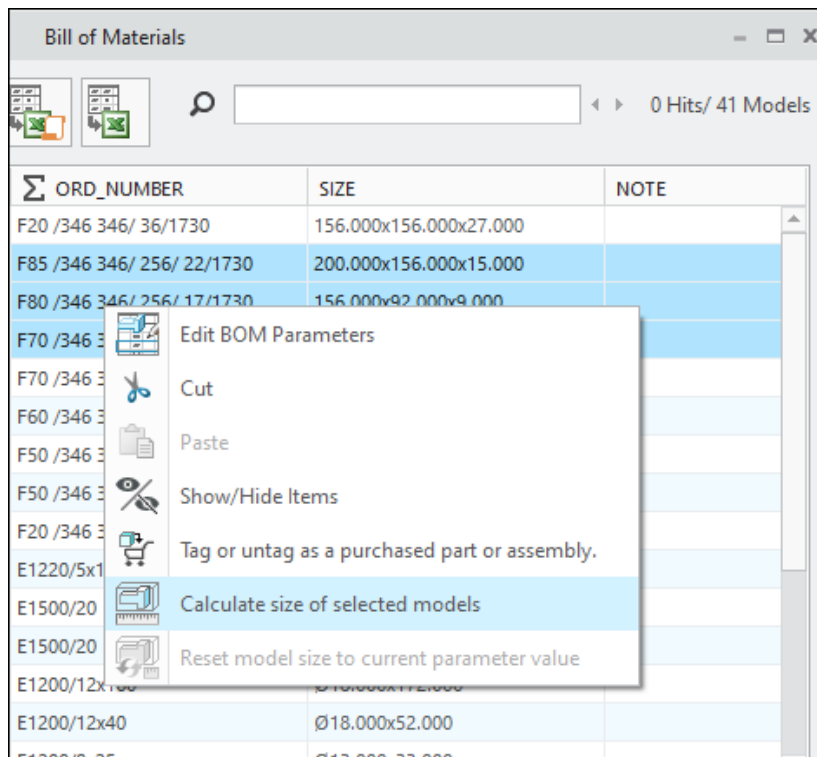 Bill of Materials
0 Hits/ 41 Models
Σ ORD_NUMBER SIZE NOTE
F20 /346 346/ 36/1730 156.000x156.000x27.000
F85 /346 346/ 256/ 22/1730 200.000x156.000x15.000
F80 /346 346/ 256/ 17/1730 156.000x92.000x9.000
F70 /346 3
Edit BOM Parameters
F70 /346 3
Cut
F60 /346 3
F50 /346 3
Paste
F50 /346 3
Show/Hide Items
F20 /346 3
Tag or untag as a purchased part or assembly.
E1220/5x1
E1500/20
Calculate size of selected models
E1500/20
Reset model size to current parameter value
E1200/12x160
E1200/12x40 Ø18.000x52.000